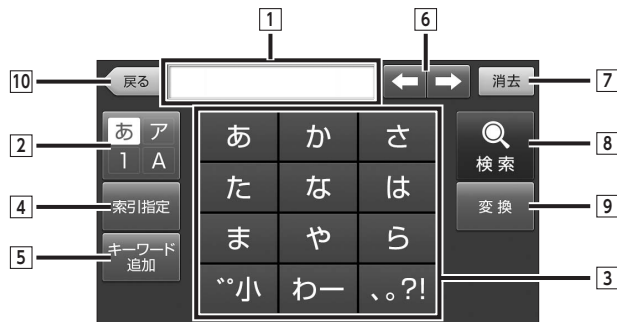 1
6
10
戻る
消去
7
あ ア
1 A
2
あ か さ
検索
8
4
索引指定
た な は
変換
9
5
キーワード
追加
ま や ら
3
゛゜小 わー 、。?!